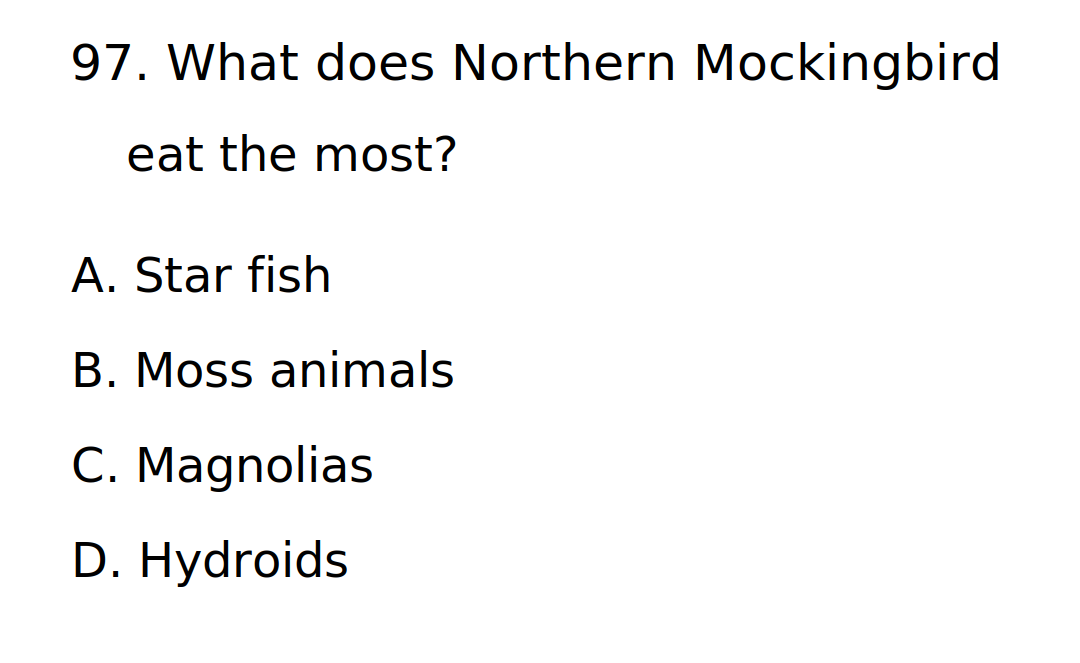 97. What does Northern Mockingbird
eat the most?
A. Star fish
B. Moss animals
C. Magnolias
D. Hydroids